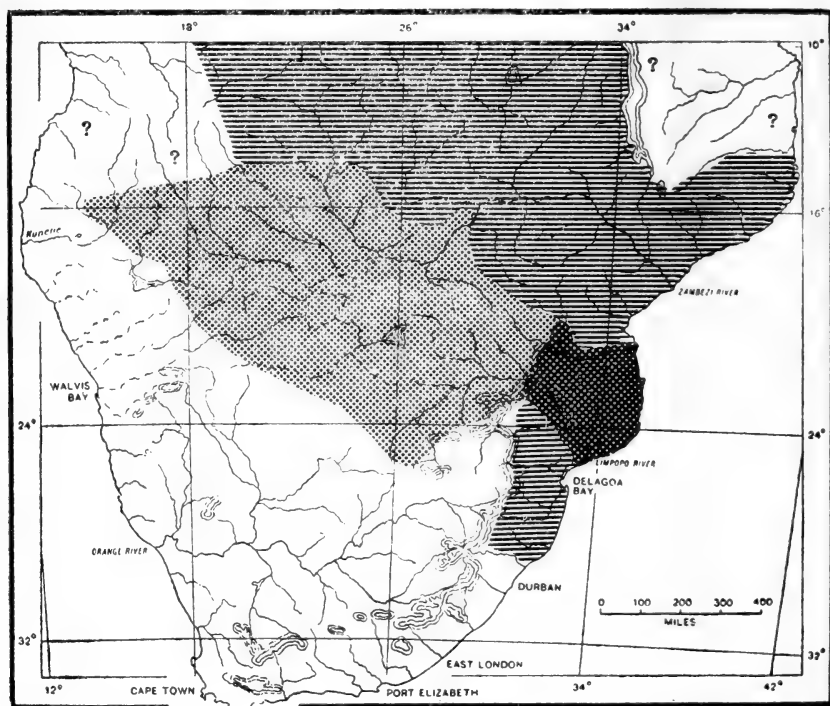 18° 26° 34°
10°
?
?
?
?
16°
Kunene
ZAMBEZI RIVER
WALVIS
BAY
24°
24°
LIMPOPO RIVER
DELAGOA
BAY
ORANGE RIVER
DURBAN
0 100 200 300 400
MILES
32°
32°
EAST LONDON
12° CAPE TOWN PORT ELIZABETH 34° 42°